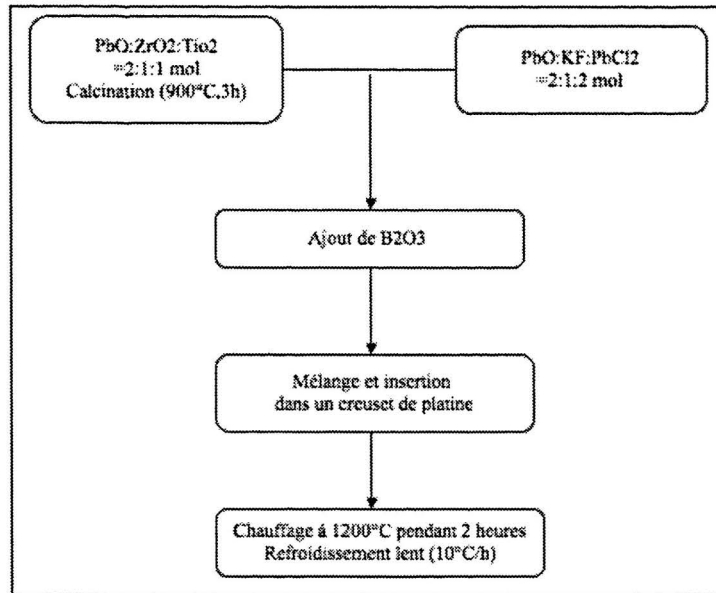 PbO:ZrO2:Tio2
=2:1:1 mol
Calcination (900°C,3h)
PbO:KF:PbCl2
=2:1:2 mol
Ajout de B2O3
Mélange et insertion
dans un creuset de platine
Chauffage á 1200°C pendant 2 heures
Refroidissement lent (10°C/h)